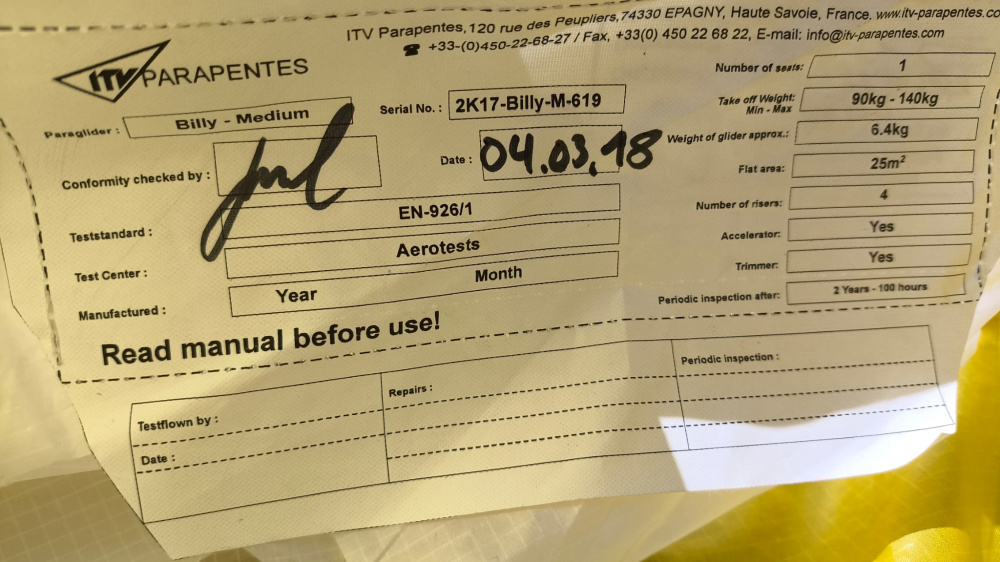 ITV Parapentes, 120 rue des Peupliers, 74330 EPAGNY, Haute Savoie, France. www.itv-parapentes.co
☎ +33-(0)450-22-68-27 / Fax, +33(0) 450 22 68 22, E-mail: info@itv-parapentes.com
ITV PARAPENTES
Paraglider : Billy - Medium
Serial No. : 2K17-Billy-M-619
Conformity checked by :
Date : 04.03.18
Teststandard : EN-926/1
Test Center : Aerotests
Manufactured : Year Month
Read manual before use!
Number of seats: 1
Take off Weight: 90kg - 140kg
Min - Max
Weight of glider approx.: 6.4kg
Flat area: 25m²
Number of risers: 4
Accelerator: Yes
Trimmer: Yes
Periodic inspection after: 2 Years - 100 hours
Testflown by :
Date :
Repairs :
Periodic inspection :